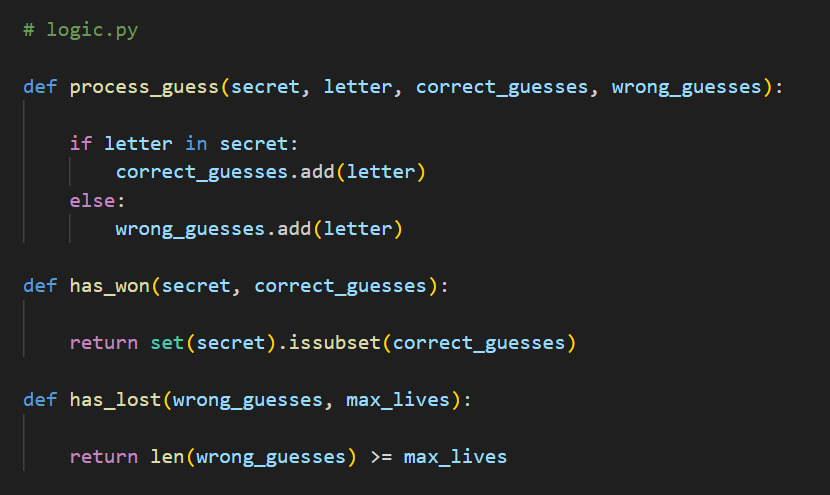 # logic.py
def process_guess(secret, letter, correct_guesses, wrong_guesses):
    if letter in secret:
        correct_guesses.add(letter)
    else:
        wrong_guesses.add(letter)
def has_won(secret, correct_guesses):
    return set(secret).issubset(correct_guesses)
def has_lost(wrong_guesses, max_lives):
    return len(wrong_guesses) >= max_lives